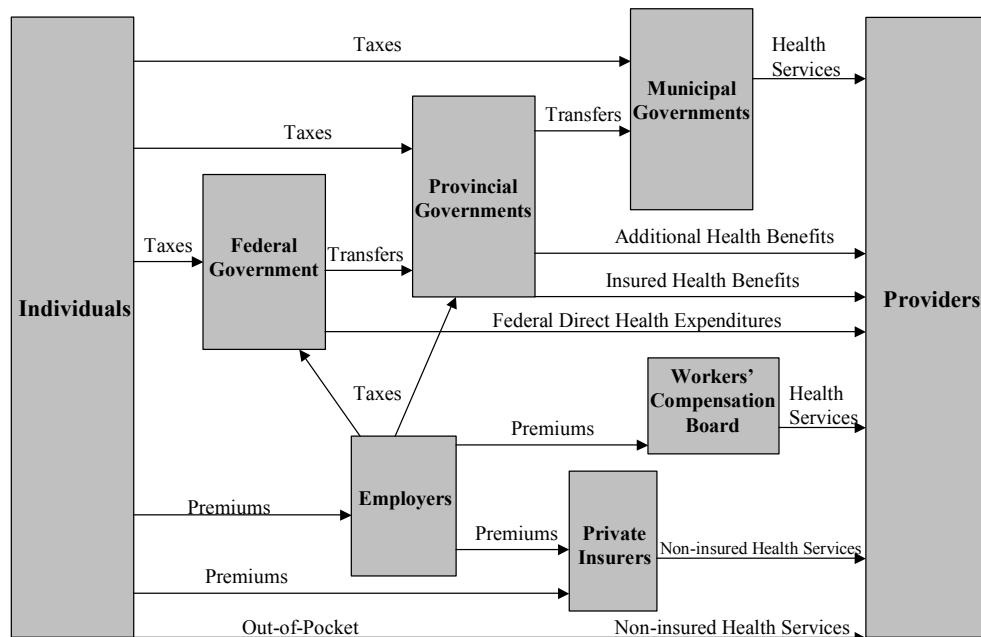 Taxes
Health
Services
Municipal
Governments
Taxes
Transfers
Provincial
Governments
Taxes
Federal
Government
Transfers
Additional Health Benefits
Individuals
Insured Health Benefits
Providers
Federal Direct Health Expenditures
Taxes
Workers’
Compensation
Board
Health
Services
Premiums
Employers
Premiums
Premiums
Private
Insurers
Non-insured Health Services
Premiums
Out-of-Pocket
Non-insured Health Services